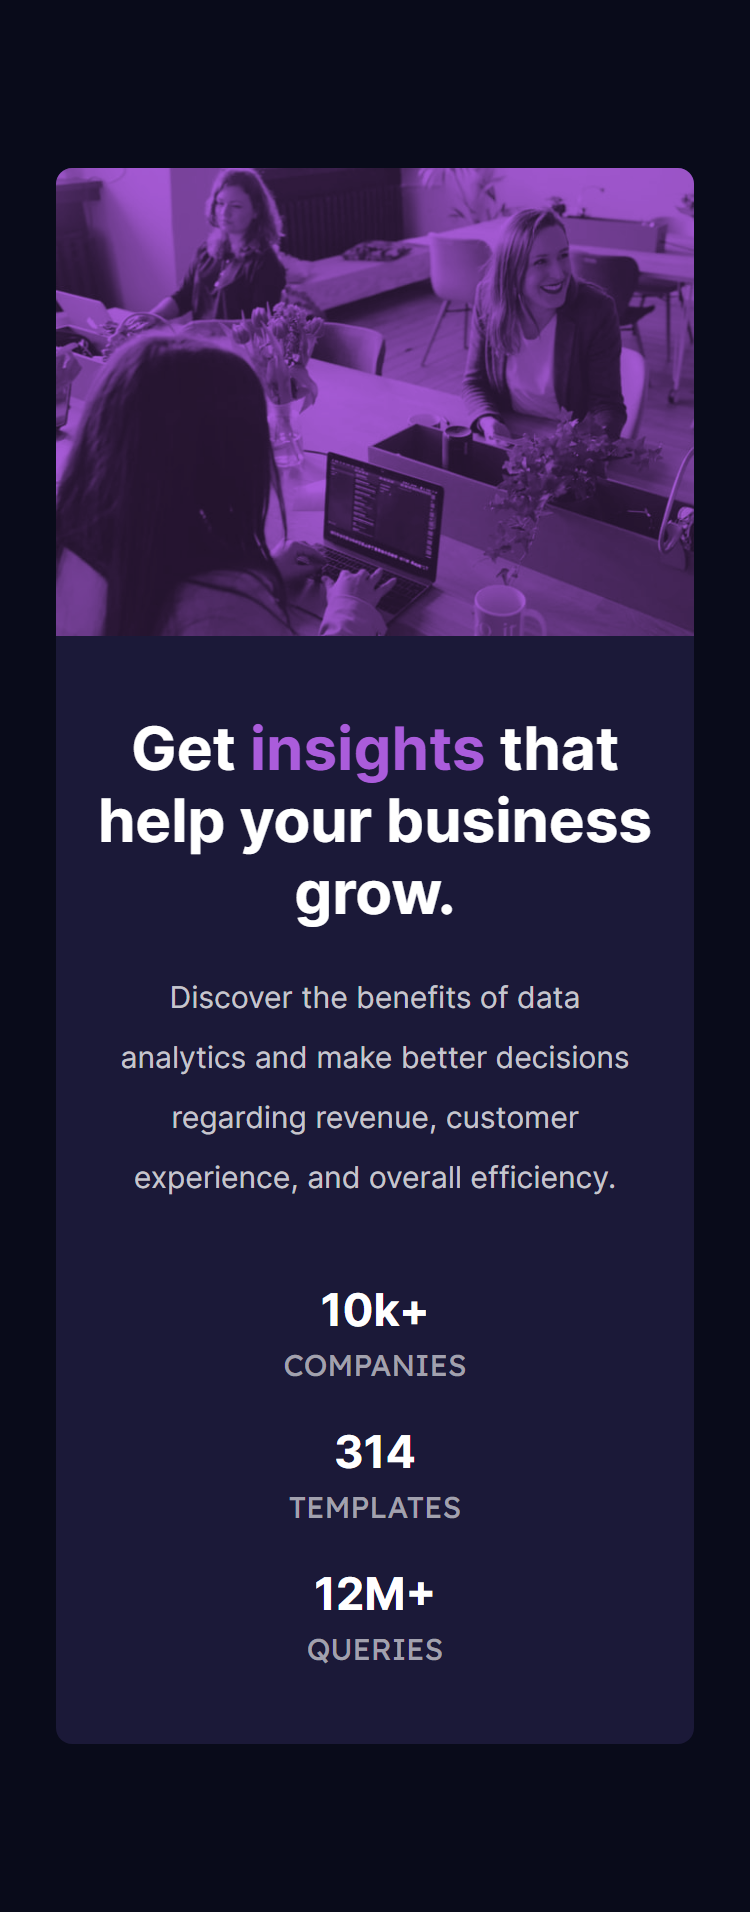 Get insights that
help your business
grow.
Discover the benefits of data
analytics and make better decisions
regarding revenue, customer
experience, and overall efficiency.
10k+
COMPANIES
314
TEMPLATES
12M+
QUERIES